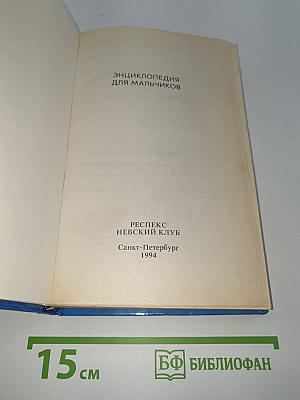 ЭНЦИКЛОПЕДИЯ
ДЛЯ МАЛЬЧИКОВ
РЕСПЕКС
НЕВСКИЙ КЛУБ
Санкт-Петербург
1994
15 см
БФ БИБЛИОФАН